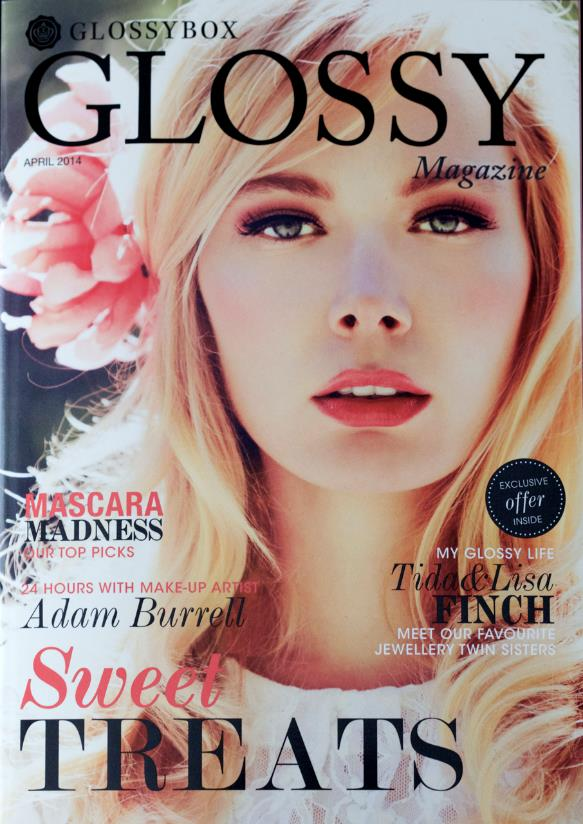 GLOSSYBOX
GLOSSY
APRIL 2014
Magazine
MASCARA
MADNESS
OUR TOP PICKS
24 HOURS WITH MAKE-UP ARTIST
Adam Burrell
Sweet
TREATS
EXCLUSIVE
offer
INSIDE
MY GLOSSY LIFE
Tida&Lisa
FINCH
MEET OUR FAVOURITE
JEWELLERY TWIN SISTERS